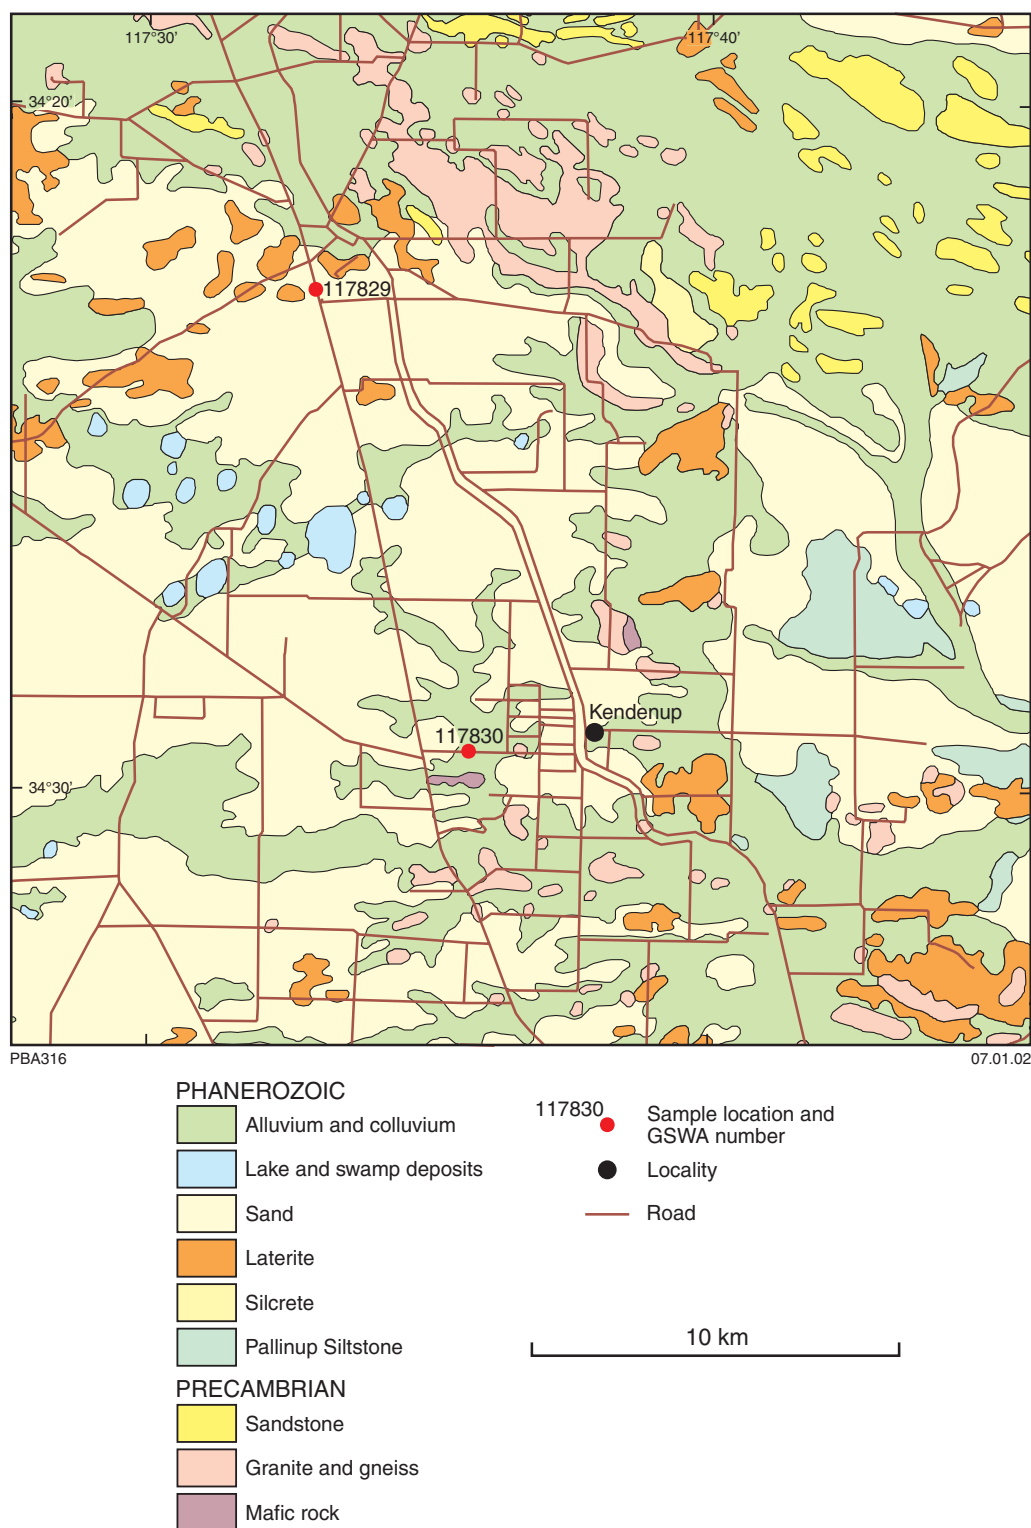 117°30'
117°40'
34°20'
117829
Kendenup
117830
34°30'
PBA316
07.01.02
PHANEROZOIC
Alluvium and colluvium
Lake and swamp deposits
Sand
Laterite
Silcrete
Pallinup Siltstone
PRECAMBRIAN
Sandstone
Granite and gneiss
Mafic rock
117830
Sample location and
GSWA number
Locality
Road
10 km